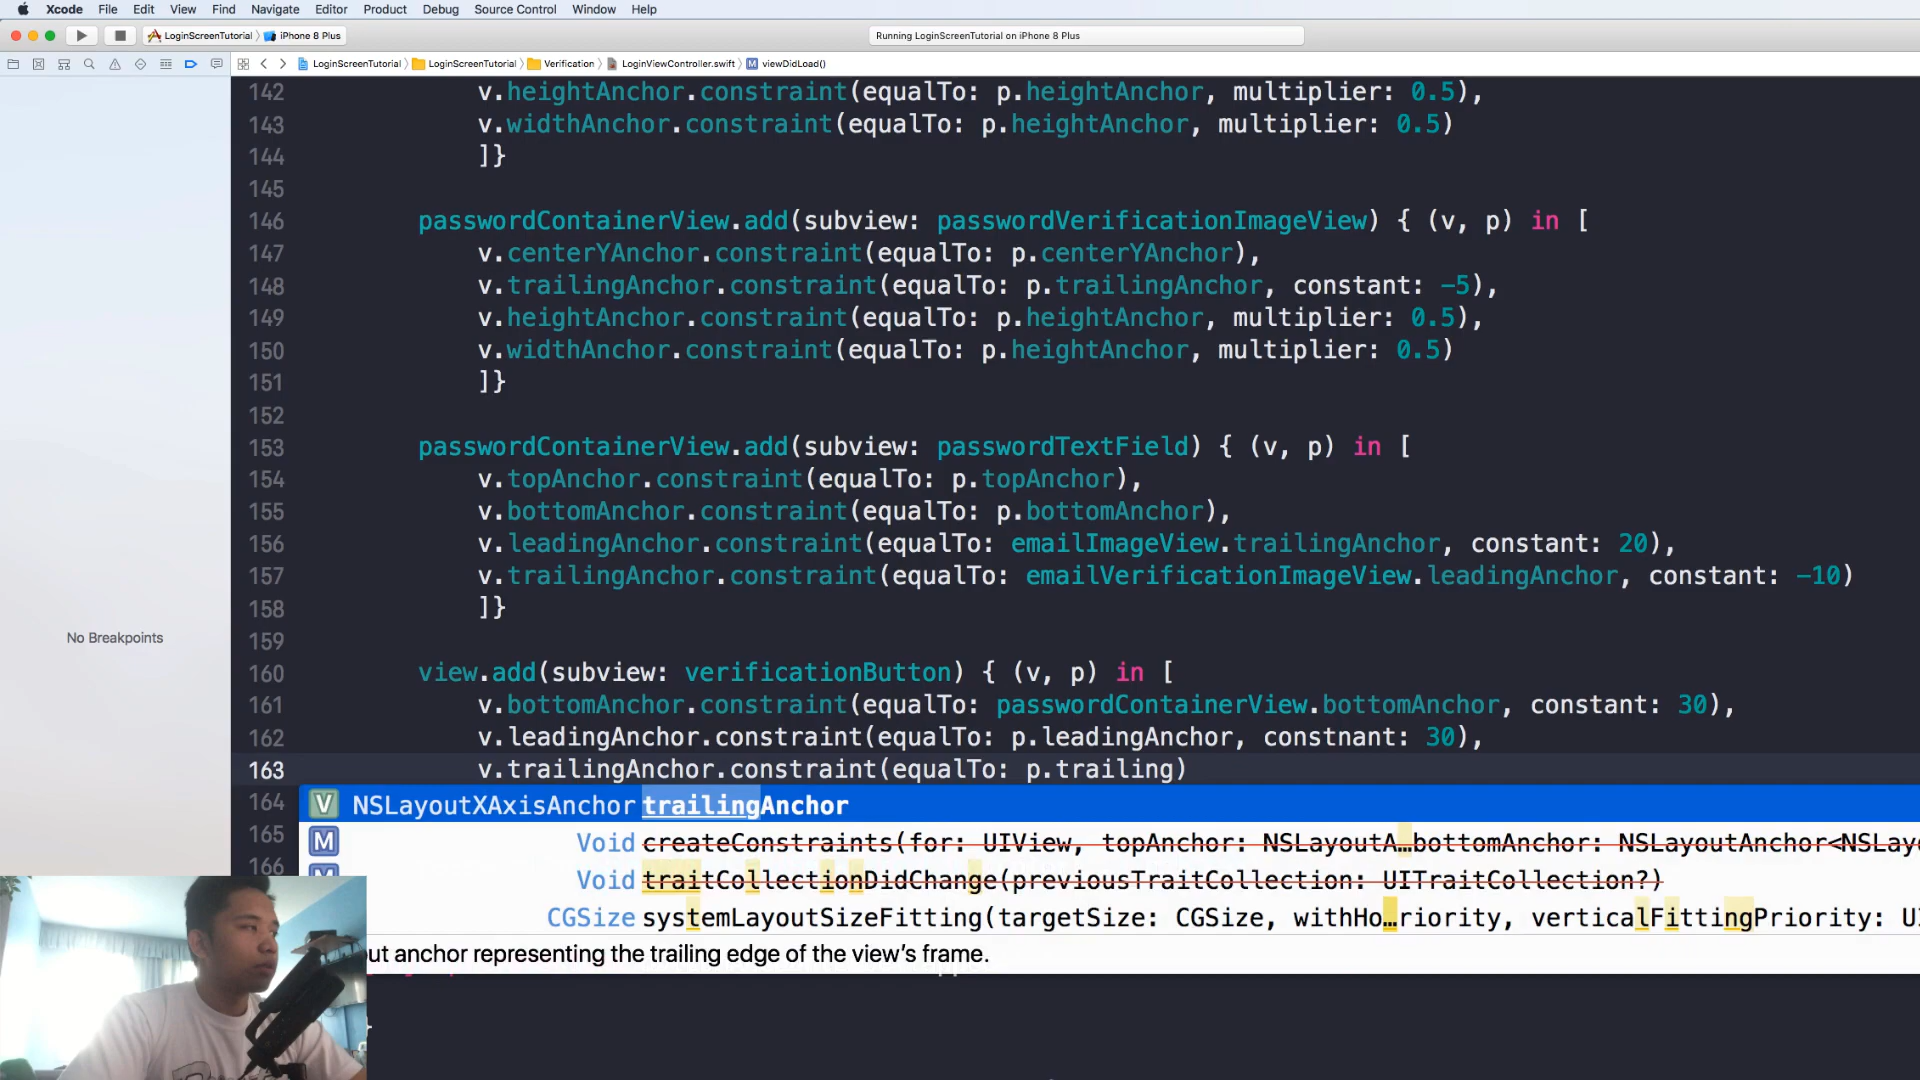 Xcode File Edit View Find Navigate Editor Product Debug Source Control Window Help
LoginScreenTutorial iPhone 8 Plus
Running LoginScreenTutorial on iPhone 8 Plus
LoginScreenTutorial LoginScreenTutorial Verification LoginViewController.swift M viewDidLoad()
142 v.heightAnchor.constraint(equalTo: p.heightAnchor, multiplier: 0.5),
143 v.widthAnchor.constraint(equalTo: p.heightAnchor, multiplier: 0.5)
144 ]}
145
146 passwordContainerView.add(subview: passwordVerificationImageView) { (v, p) in [
147 v.centerYAnchor.constraint(equalTo: p.centerYAnchor),
148 v.trailingAnchor.constraint(equalTo: p.trailingAnchor, constant: -5),
149 v.heightAnchor.constraint(equalTo: p.heightAnchor, multiplier: 0.5),
150 v.widthAnchor.constraint(equalTo: p.heightAnchor, multiplier: 0.5)
151 ]}
152
153 passwordContainerView.add(subview: passwordTextField) { (v, p) in [
154 v.topAnchor.constraint(equalTo: p.topAnchor),
155 v.bottomAnchor.constraint(equalTo: p.bottomAnchor),
156 v.leadingAnchor.constraint(equalTo: emailImageView.trailingAnchor, constant: 20),
157 v.trailingAnchor.constraint(equalTo: emailVerificationImageView.leadingAnchor, constant: -10)
158 ]}
No Breakpoints
159
160 view.add(subview: verificationButton) { (v, p) in [
161 v.bottomAnchor.constraint(equalTo: passwordContainerView.bottomAnchor, constant: 30),
162 v.leadingAnchor.constraint(equalTo: p.leadingAnchor, constnant: 30),
163 v.trailingAnchor.constraint(equalTo: p.trailing)
164 V NSLayoutXAxisAnchor trailingAnchor
165 M Void createConstraints(for: UIView, topAnchor: NSLayoutA…bottomAnchor: NSLayoutAnchor<NSLay
166 Void traitCollectionDidChange(previousTraitCollection: UITraitCollection?)
CGSize systemLayoutSizeFitting(targetSize: CGSize, withHo…riority, verticalFittingPriority: UI
out anchor representing the trailing edge of the view's frame.